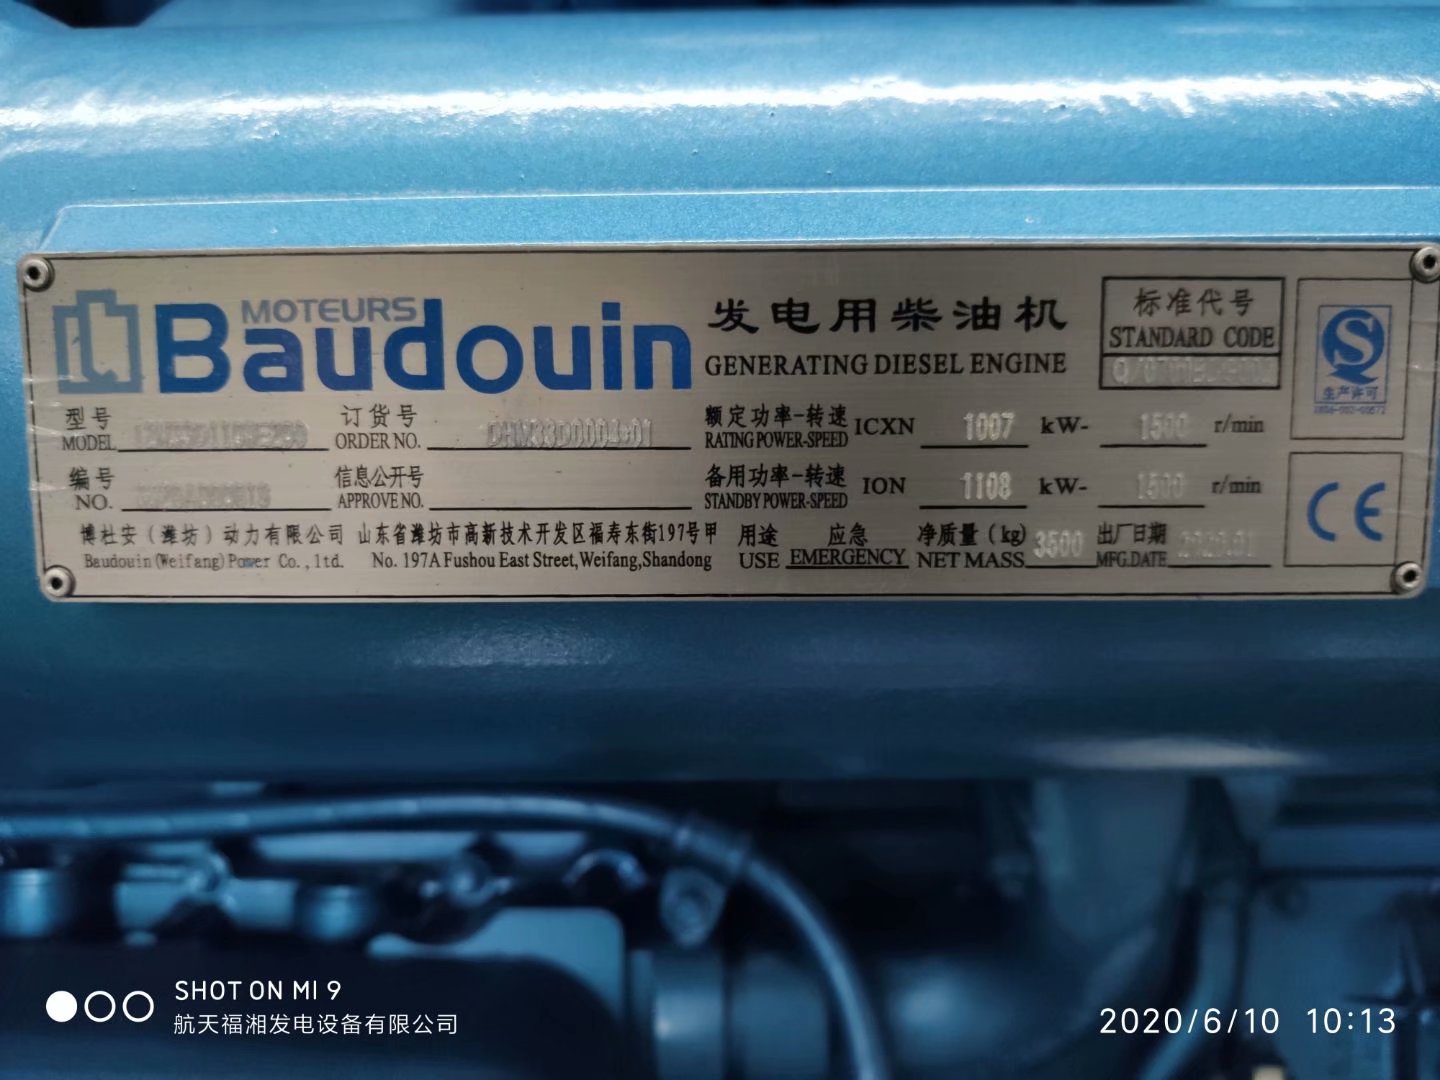 MOTEURS
Baudouin
发电用柴油机
GENERATING DIESEL ENGINE
标准代号
STANDARD CODE
生产许可
型号
MODEL
订货号
ORDER NO.
额定功率-转速 ICXN 1007 kW- 1500 r/min
RATING POWER-SPEED
编号
NO.
信息公开号
APPROVE NO.
备用功率-转速 ION 1108 kW- 1500 r/min
STANDBY POWER-SPEED
CE
博杜安(潍坊)动力有限公司 山东省潍坊市高新技术开发区福寿东街197号甲
Baudouin(Weifang)Power Co.,ltd. No. 197A Fushou East Street,Weifang,Shandong
用途 应急
USE EMERGENCY
净质量(kg) 3500
NET MASS
出厂日期 2020.01
MFG.DATE
SHOT ON MI 9
航天福湘发电设备有限公司
2020/6/10 10:13